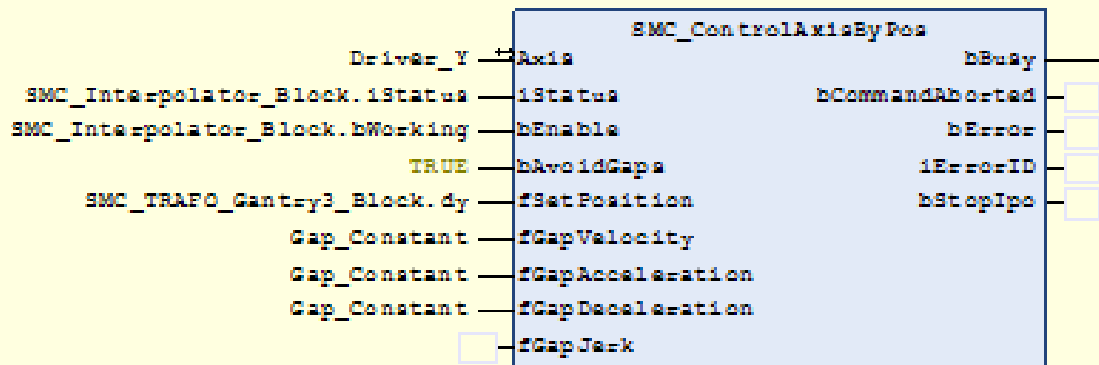 SMC_ControlAxisByPos
Driver_Y Axis bBusy
SMC_Interpolator_Block.iStatus iStatus bCommandAborted
SMC_Interpolator_Block.bWorking bEnable bError
TRUE bAvoidGaps iErrorID
SMC_TRAFO_Gantry3_Block.dy fSetPosition bStopIpo
Gap_Constant fGapVelocity
Gap_Constant fGapAcceleration
Gap_Constant fGapDeceleration
fGapJerk